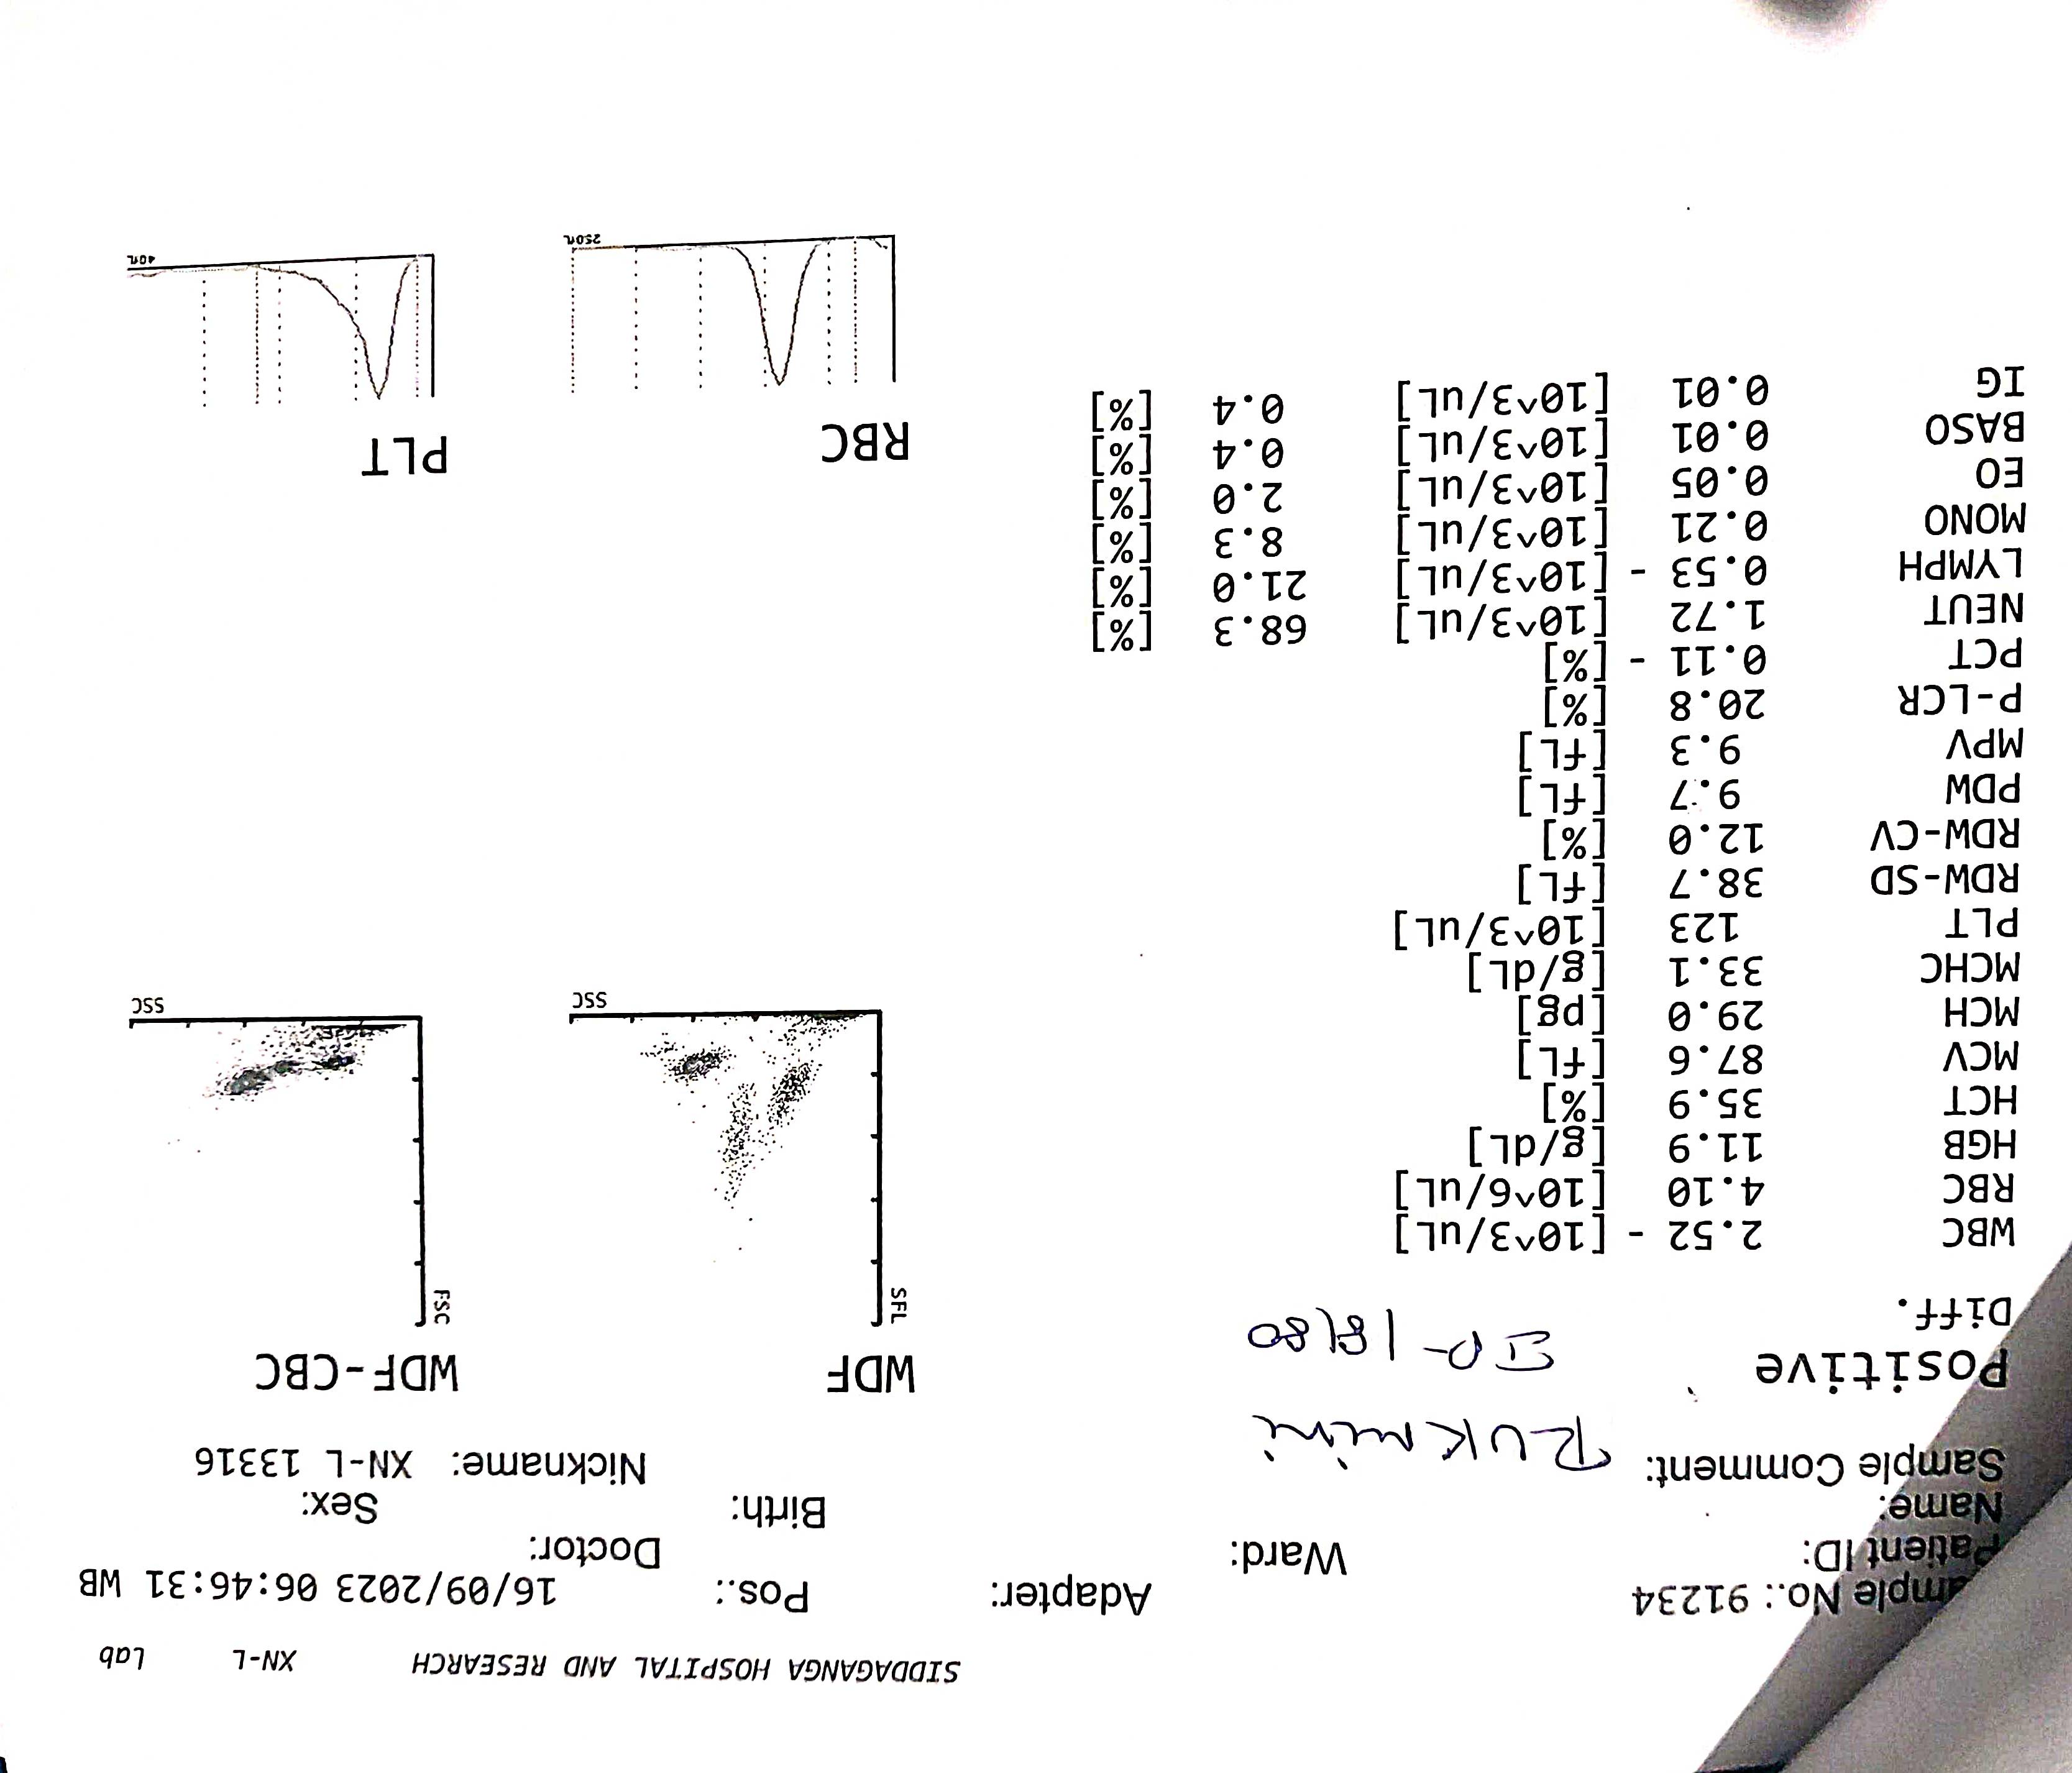 SIDDAGANGA HOSPITAL AND RESEARCH XN-L Lab
mple No.: 91234 Adapter: Pos.: 16/09/2023 06:46:31 WB
Patient ID: Ward: Doctor:
Name: Birth: Sex:
Sample Comment: Nickname: XN-L 13316
RUKmini
Positive
IP-18180
Diff.
WDF
SFL
SSC
WDF-CBC
FSC
SSC
WBC 2.52 - [10^3/uL]
RBC 4.10 [10^6/uL]
HGB 11.9 [g/dL]
HCT 35.9 [%]
MCV 87.6 [fL]
MCH 29.0 [pg]
MCHC 33.1 [g/dL]
PLT 123 [10^3/uL]
RDW-SD 38.7 [fL]
RDW-CV 12.0 [%]
PDW 9.7 [fL]
MPV 9.3 [fL]
P-LCR 20.8 [%]
PCT 0.11 - [%]
NEUT 1.72 [10^3/uL] 68.3 [%]
LYMPH 0.53 - [10^3/uL] 21.0 [%]
MONO 0.21 [10^3/uL] 8.3 [%]
EO 0.05 [10^3/uL] 2.0 [%]
BASO 0.01 [10^3/uL] 0.4 [%]
IG 0.01 [10^3/uL] 0.4 [%]
RBC
250fL
PLT
40fL